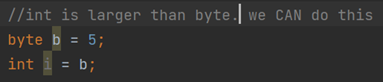 //int is larger than byte. we CAN do this
byte b = 5;
int i = b;